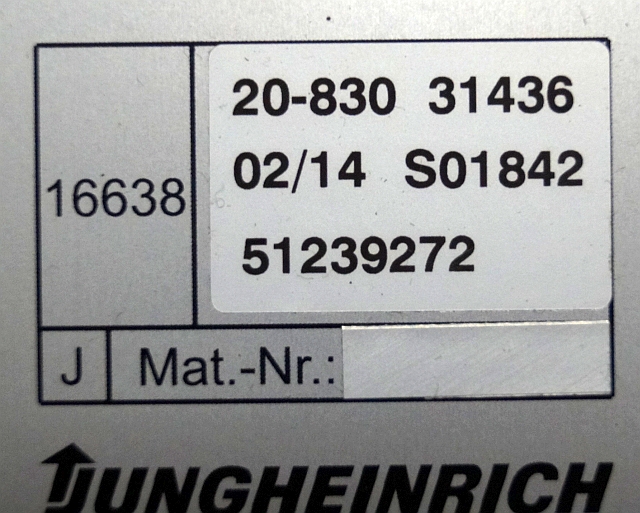 20-830 31436
02/14 S01842
16638
51239272
J Mat.-Nr.:
JUNGHEINRICH